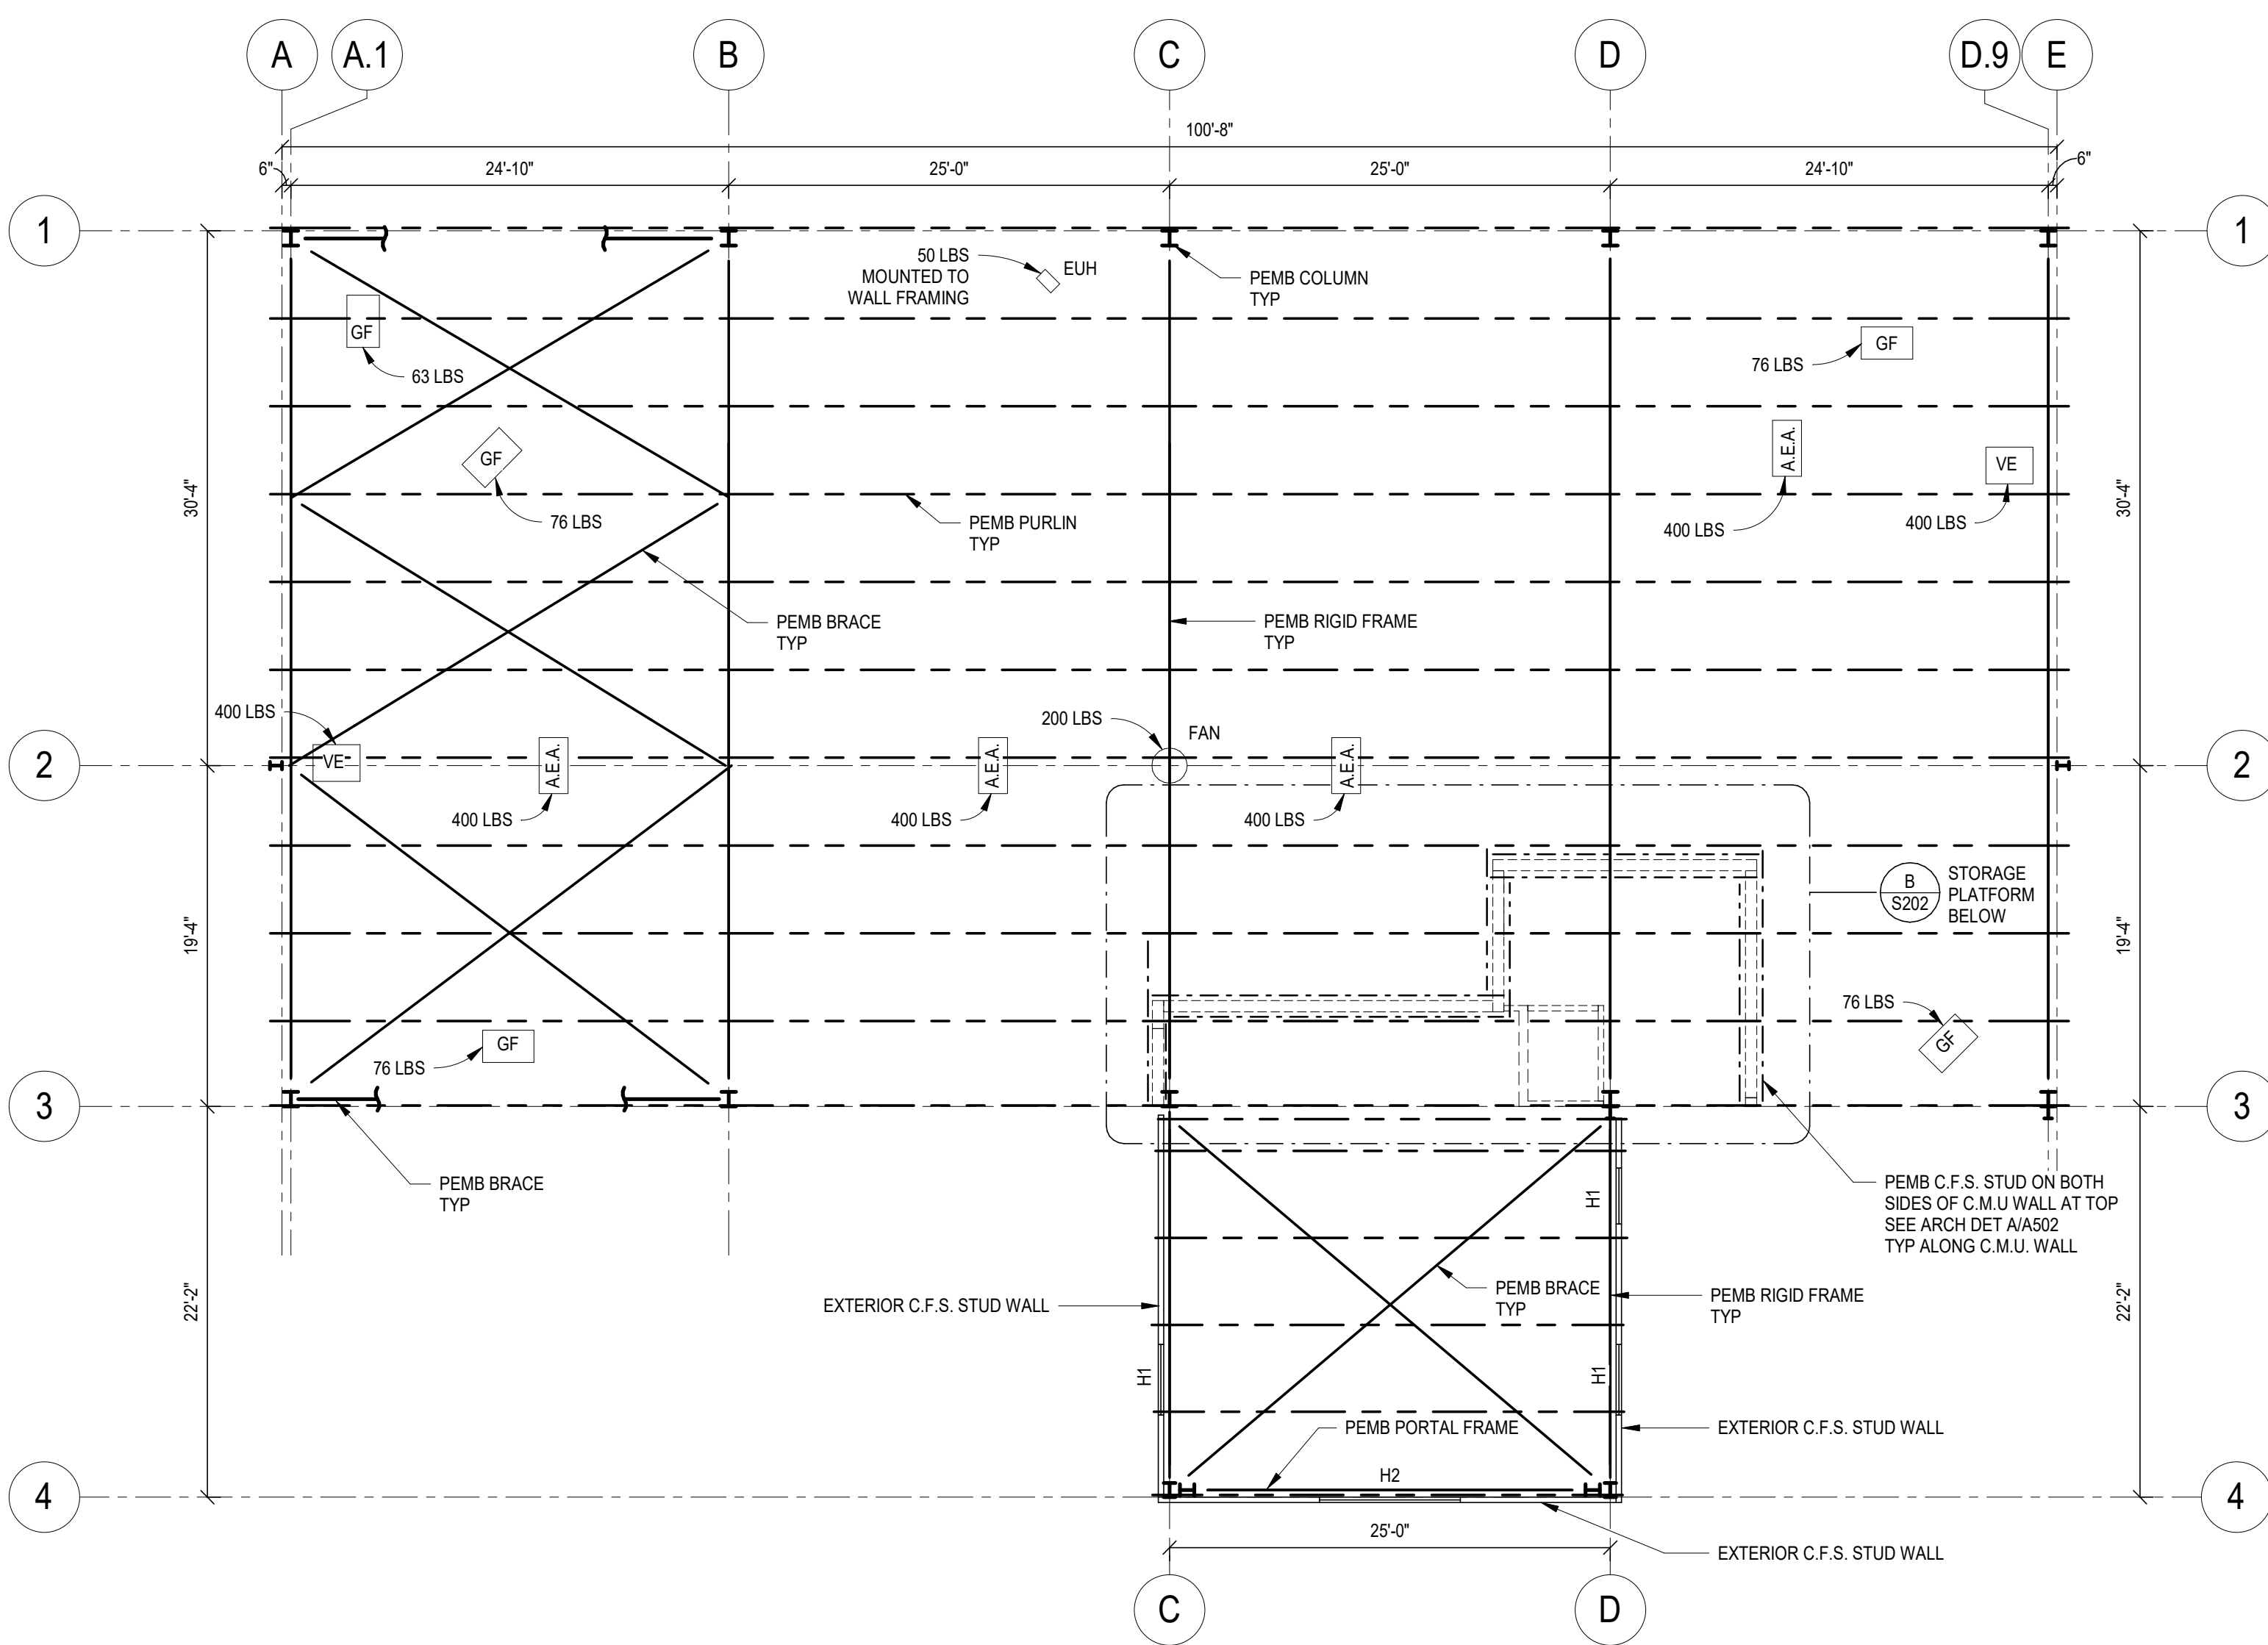 A
A.1
B
C
D
D.9
E
100'-8"
6"
24'-10"
25'-0"
25'-0"
24'-10"
6"
1
1
50 LBS
MOUNTED TO
WALL FRAMING
EUH
PEMB COLUMN
TYP
GF
63 LBS
76 LBS
GF
GF
76 LBS
A.E.A.
400 LBS
VE
400 LBS
30'-4"
30'-4"
PEMB PURLIN
TYP
PEMB BRACE
TYP
PEMB RIGID FRAME
TYP
400 LBS
VE
200 LBS
FAN
2
2
A.E.A.
400 LBS
A.E.A.
400 LBS
A.E.A.
400 LBS
B
S202
STORAGE
PLATFORM
BELOW
19'-4"
19'-4"
76 LBS
GF
76 LBS
GF
3
3
PEMB BRACE
TYP
H1
PEMB C.F.S. STUD ON BOTH
SIDES OF C.M.U WALL AT TOP
SEE ARCH DET A/A502
TYP ALONG C.M.U. WALL
22'-2"
22'-2"
EXTERIOR C.F.S. STUD WALL
PEMB BRACE
TYP
PEMB RIGID FRAME
TYP
H1
H1
PEMB PORTAL FRAME
EXTERIOR C.F.S. STUD WALL
H2
4
4
25'-0"
EXTERIOR C.F.S. STUD WALL
C
D